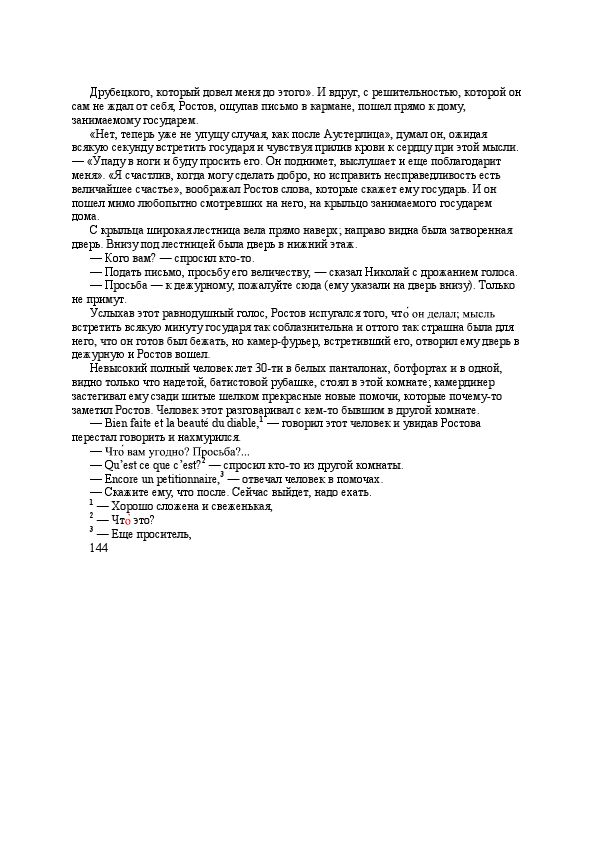 Друбецкого, который довел меня до этого». И вдруг, с решительностью, которой он
сам не ждал от себя, Ростов, ощупав письмо в кармане, пошел прямо к дому,
занимаемому государем.
«Нет, теперь уже не упущу случая, как после Аустерлица», думал он, ожидая
всякую секунду встретить государя и чувствуя прилив крови к сердцу при этой мысли.
— «Упаду в ноги и буду просить его. Он поднимет, выслушает и еще поблагодарит
меня». «Я счастлив, когда могу сделать добро, но исправить несправедливость есть
величайшее счастье», воображал Ростов слова, которые скажет ему государь. И он
пошел мимо любопытно смотревших на него, на крыльцо занимаемого государем
дома.
С крыльца широкая лестница вела прямо наверх; направо видна была затворенная
дверь. Внизу под лестницей была дверь в нижний этаж.
— Кого вам? — спросил кто-то.
— Подать письмо, просьбу его величеству, — сказал Николай с дрожанием голоса.
— Просьба — к дежурному, пожалуйте сюда (ему указали на дверь внизу). Только
не примут.
Услыхав этот равнодушный голос, Ростов испугался того, что́ он делал; мысль
встретить всякую минуту государя так соблазнительна и оттого так страшна была для
него, что он готов был бежать, но камер-фурьер, встретивший его, отворил ему дверь в
дежурную и Ростов вошел.
Невысокий полный человек лет 30-ти в белых панталонах, ботфортах и в одной,
видно только что надетой, батистовой рубашке, стоял в этой комнате; камердинер
застегивал ему сзади шитые шелком прекрасные новые помочи, которые почему-то
заметил Ростов. Человек этот разговаривал с кем-то бывшим в другой комнате.
— Bien faite et la beauté du diable,¹ — говорил этот человек и увидав Ростова
перестал говорить и нахмурился.
— Что́ вам угодно? Просьба?...
— Qu’est ce que c’est?² — спросил кто-то из другой комнаты.
— Encore un petitionnaire,³ — отвечал человек в помочах.
— Скажите ему, что после. Сейчас выйдет, надо ехать.
¹ — Хорошо сложена и свеженькая,
² — Что́ это?
³ — Еще проситель,
144